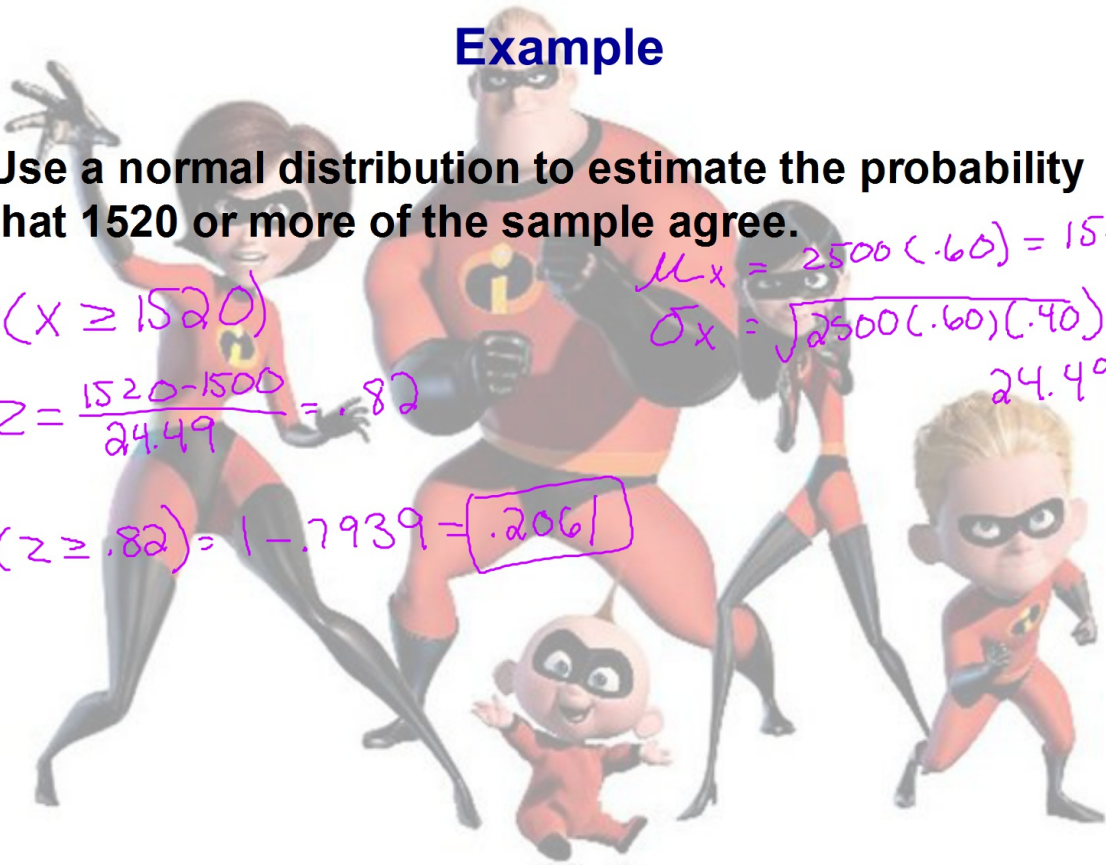 Example
Use a normal distribution to estimate the probability
hat 1520 or more of the sample agree.
μx = 2500(.60) = 15
(x ≥ 1520)
σx = √2500(.60)(.40)
24.49
z = 1520-1500 / 24.49 = .82
(z ≥ .82) = 1 - .7939 = .2061